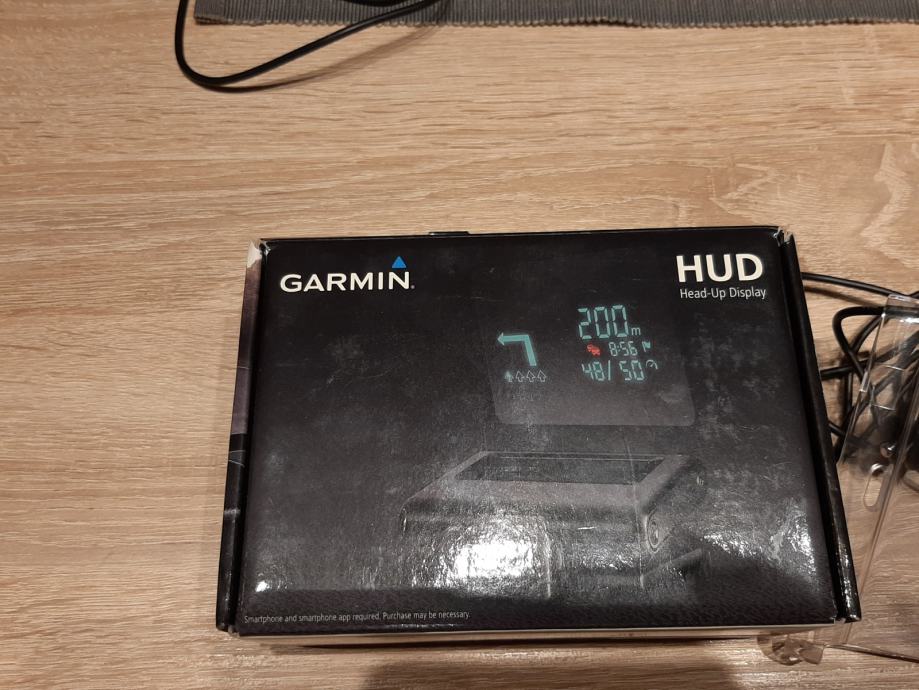 GARMIN
HUD
Head-Up Display
200m
8:56
48/ 50
Smartphone and smartphone app required. Purchase may be necessary.